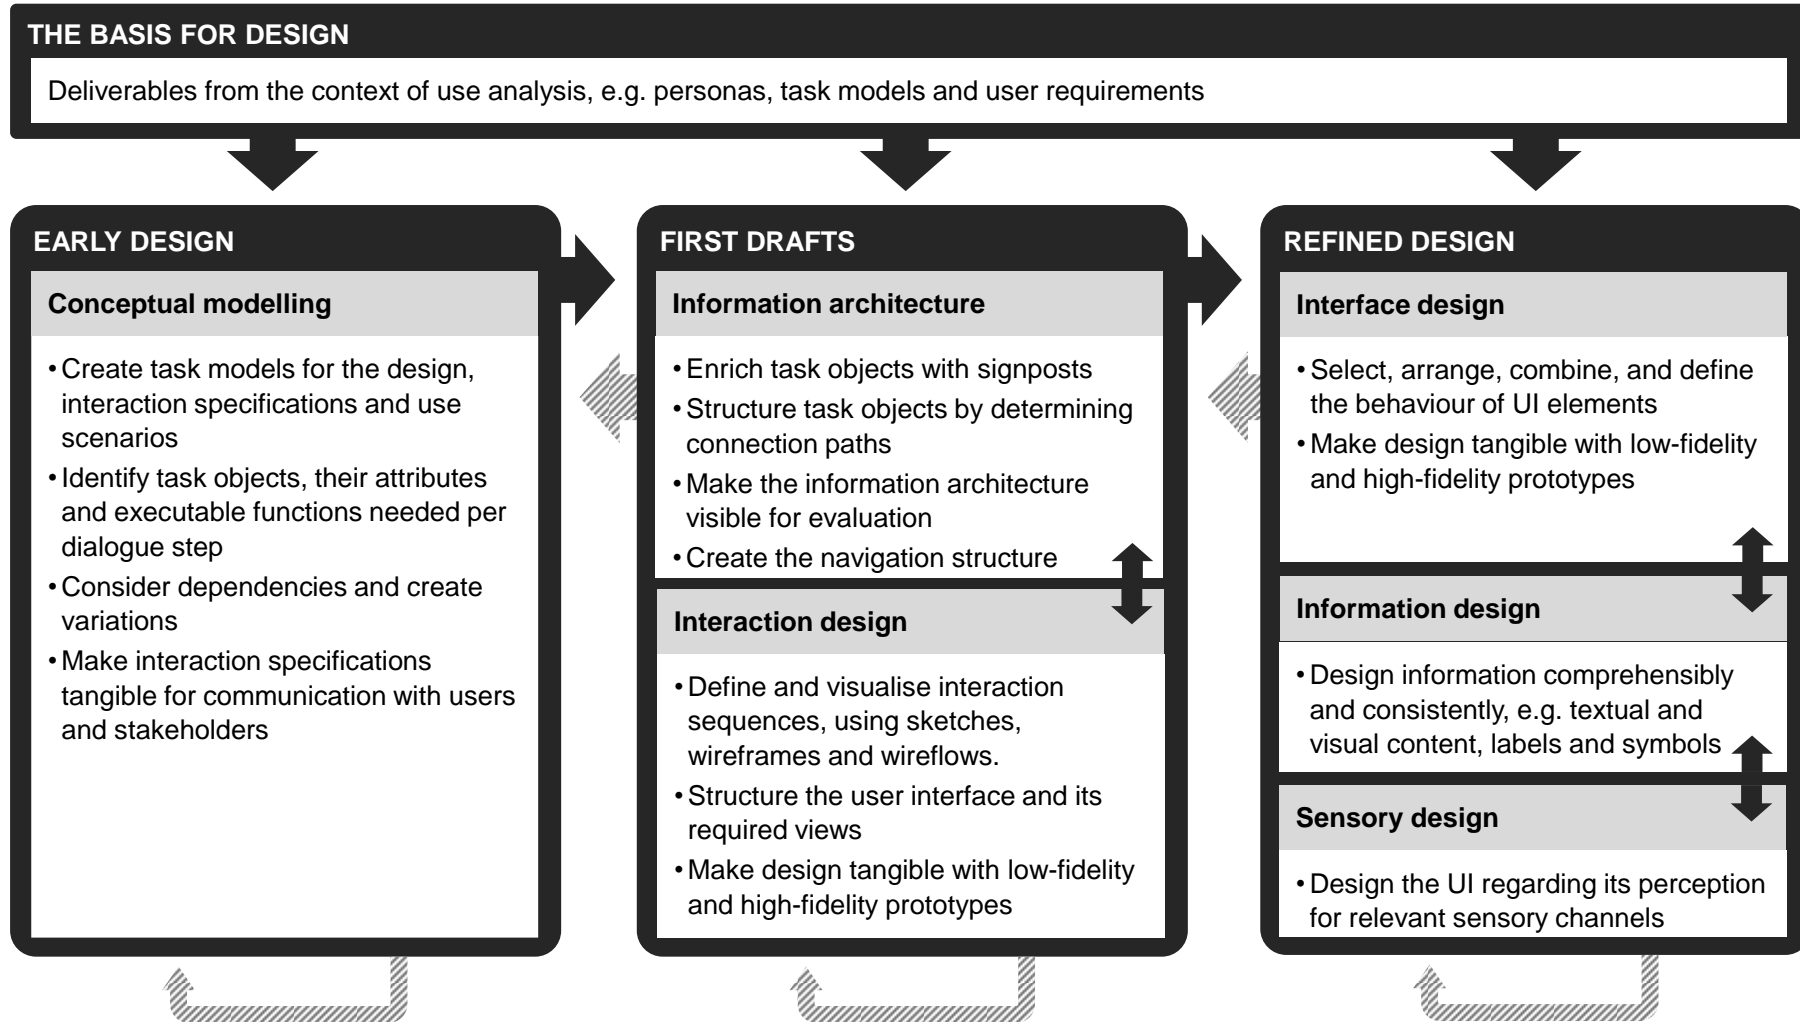 THE BASIS FOR DESIGN
Deliverables from the context of use analysis, e.g. personas, task models and user requirements
EARLY DESIGN
Conceptual modelling
• Create task models for the design,
interaction specifications and use
scenarios
• Identify task objects, their attributes
and executable functions needed per
dialogue step
• Consider dependencies and create
variations
• Make interaction specifications
tangible for communication with users
and stakeholders
FIRST DRAFTS
Information architecture
• Enrich task objects with signposts
• Structure task objects by determining
connection paths
• Make the information architecture
visible for evaluation
• Create the navigation structure
Interaction design
• Define and visualise interaction
sequences, using sketches,
wireframes and wireflows.
• Structure the user interface and its
required views
• Make design tangible with low-fidelity
and high-fidelity prototypes
REFINED DESIGN
Interface design
• Select, arrange, combine, and define
the behaviour of UI elements
• Make design tangible with low-fidelity
and high-fidelity prototypes
Information design
• Design information comprehensibly
and consistently, e.g. textual and
visual content, labels and symbols
Sensory design
• Design the UI regarding its perception
for relevant sensory channels